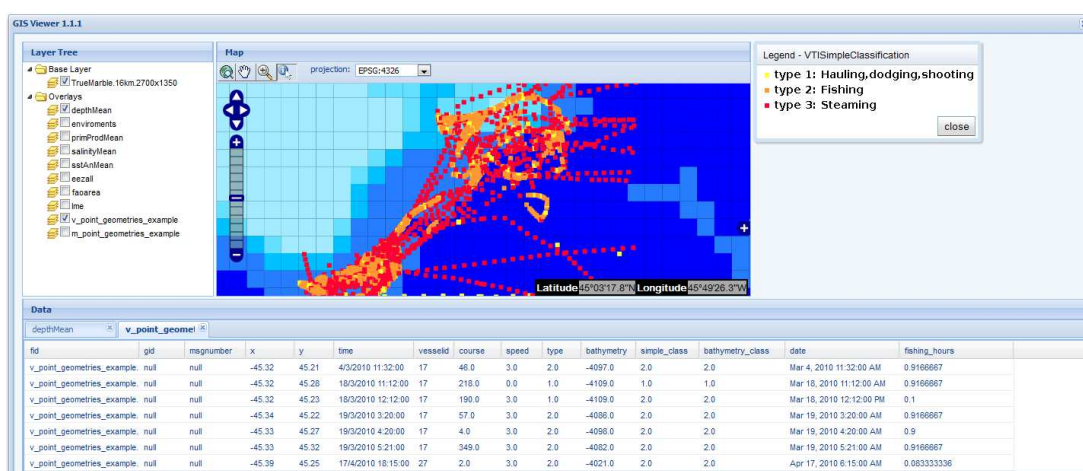 GIS Viewer 1.1.1
Layer Tree
Base Layer
TrueMarble.16km.2700x1350
Overlays
depthMean
enviroments
primProdMean
salinityMean
sstAnMean
eezall
faoarea
lme
v_point_geometries_example
m_point_geometries_example
Map
projection: EPSG:4326
Latitude 45°03'17.8"N Longitude 45°49'26.3"W
Legend - VTISimpleClassification
type 1: Hauling,dodging,shooting
type 2: Fishing
type 3: Steaming
close
Data
depthMean v_point_geomet
fid gid msgnumber x y time vesselid course speed type bathymetry simple_class bathymetry_class date fishing_hours
v_point_geometries_example. null null -45.32 45.21 4/3/2010 11:32:00 17 46.0 3.0 2.0 -4097.0 2.0 2.0 Mar 4, 2010 11:32:00 AM 0.9166667
v_point_geometries_example. null null -45.32 45.28 18/3/2010 11:12:00 17 218.0 0.0 1.0 -4109.0 1.0 1.0 Mar 18, 2010 11:12:00 AM 0.9166667
v_point_geometries_example. null null -45.32 45.23 18/3/2010 12:12:00 17 190.0 3.0 1.0 -4109.0 2.0 2.0 Mar 18, 2010 12:12:00 PM 0.1
v_point_geometries_example. null null -45.34 45.22 19/3/2010 3:20:00 17 57.0 3.0 2.0 -4086.0 2.0 2.0 Mar 19, 2010 3:20:00 AM 0.9166667
v_point_geometries_example. null null -45.33 45.27 19/3/2010 4:20:00 17 4.0 3.0 2.0 -4098.0 2.0 2.0 Mar 19, 2010 4:20:00 AM 0.9
v_point_geometries_example. null null -45.33 45.32 19/3/2010 5:21:00 17 349.0 3.0 2.0 -4082.0 2.0 2.0 Mar 19, 2010 5:21:00 AM 0.9166667
v_point_geometries_example. null null -45.39 45.25 17/4/2010 18:15:00 27 2.0 3.0 2.0 -4021.0 2.0 2.0 Apr 17, 2010 6:15:00 AM 0.083333336